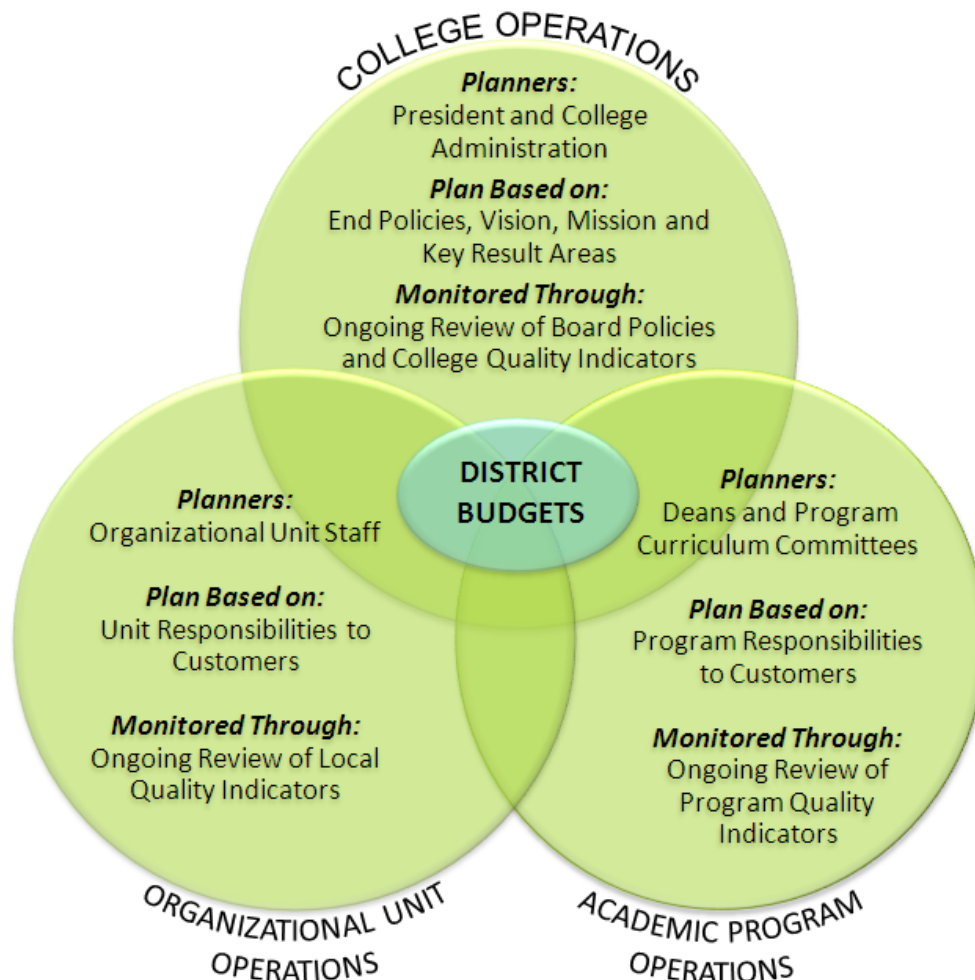 COLLEGE OPERATIONS
Planners:
President and College
Administration
Plan Based on:
End Policies, Vision, Mission and
Key Result Areas
Monitored Through:
Ongoing Review of Board Policies
and College Quality Indicators
DISTRICT
BUDGETS
Planners:
Organizational Unit Staff
Plan Based on:
Unit Responsibilities to
Customers
Monitored Through:
Ongoing Review of Local
Quality Indicators
ORGANIZATIONAL UNIT
OPERATIONS
Planners:
Deans and Program
Curriculum Committees
Plan Based on:
Program Responsibilities
to Customers
Monitored Through:
Ongoing Review of
Program Quality
Indicators
ACADEMIC PROGRAM
OPERATIONS